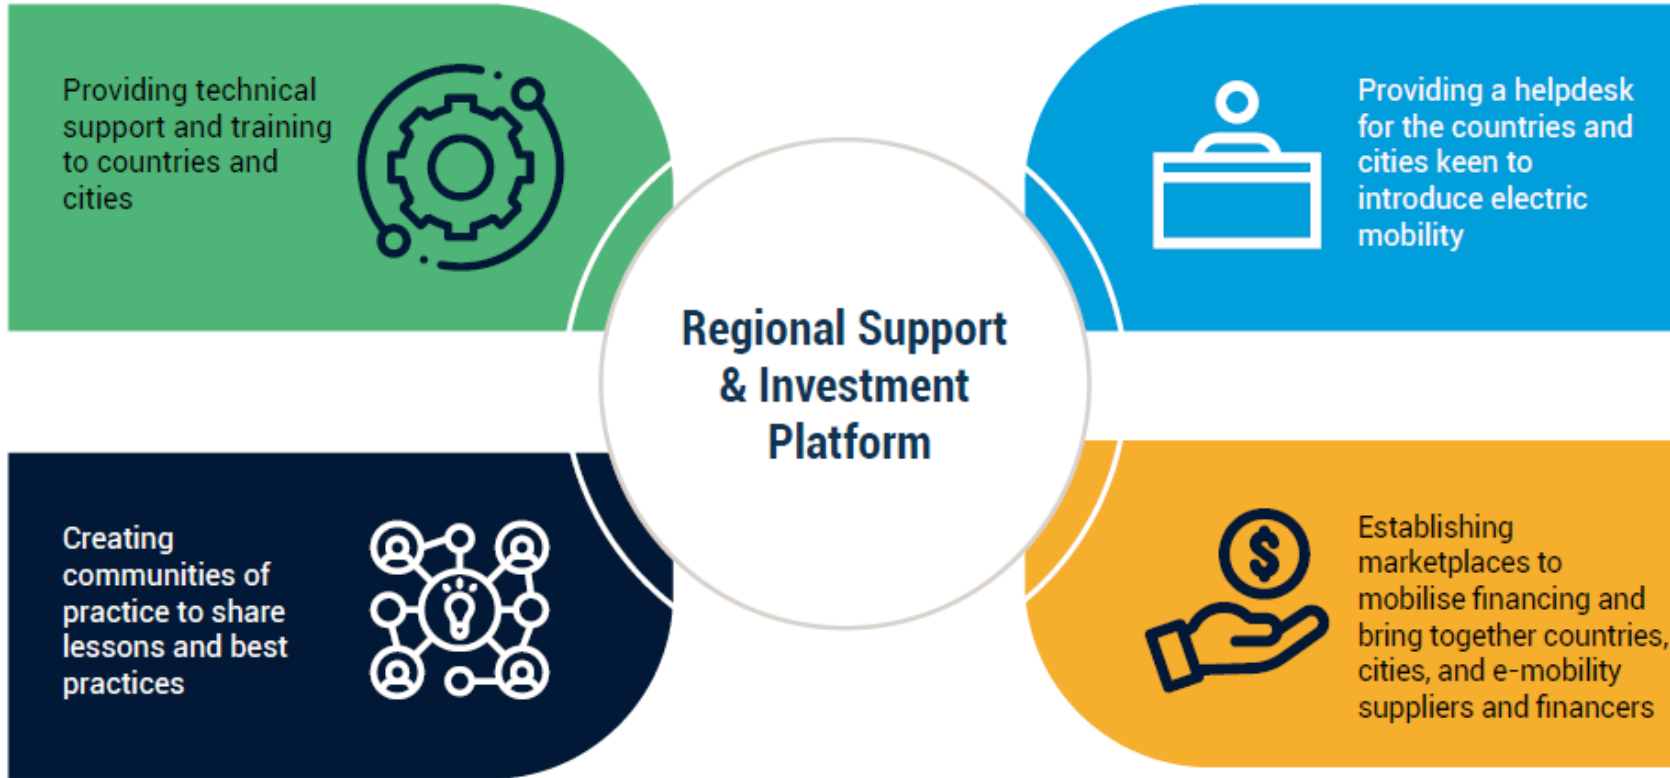 Providing technical
support and training
to countries and
cities
Providing a helpdesk
for the countries and
cities keen to
introduce electric
mobility
Regional Support
& Investment
Platform
Creating
communities of
practice to share
lessons and best
practices
Establishing
marketplaces to
mobilise financing and
bring together countries,
cities, and e-mobility
suppliers and financers
$